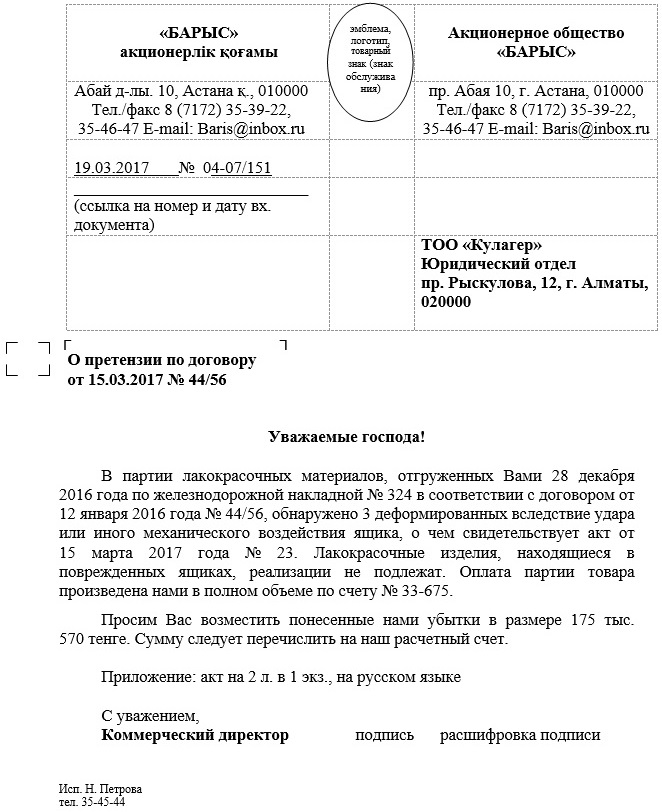 «БАРЫС»
акционерлік қоғамы
эмблема,
логотип,
товарный
знак (знак
обслужива
ния)
Акционерное общество
«БАРЫС»
Абай д-лы. 10, Астана қ., 010000
Тел./факс 8 (7172) 35-39-22,
35-46-47 E-mail: Baris@inbox.ru
пр. Абая 10, г. Астана, 010000
Тел./факс 8 (7172) 35-39-22,
35-46-47 E-mail: Baris@inbox.ru
19.03.2017 № 04-07/151
(ссылка на номер и дату вх.
документа)
ТОО «Кулагер»
Юридический отдел
пр. Рыскулова, 12, г. Алматы,
020000
О претензии по договору
от 15.03.2017 № 44/56
Уважаемые господа!
В партии лакокрасочных материалов, отгруженных Вами 28 декабря
2016 года по железнодорожной накладной № 324 в соответствии с договором от
12 января 2016 года № 44/56, обнаружено 3 деформированных вследствие удара
или иного механического воздействия ящика, о чем свидетельствует акт от
15 марта 2017 года № 23. Лакокрасочные изделия, находящиеся в
поврежденных ящиках, реализации не подлежат. Оплата партии товара
произведена нами в полном объеме по счету № 33-675.
Просим Вас возместить понесенные нами убытки в размере 175 тыс.
570 тенге. Сумму следует перечислить на наш расчетный счет.
Приложение: акт на 2 л. в 1 экз., на русском языке
С уважением,
Коммерческий директор подпись расшифровка подписи
Исп. Н. Петрова
тел. 35-45-44